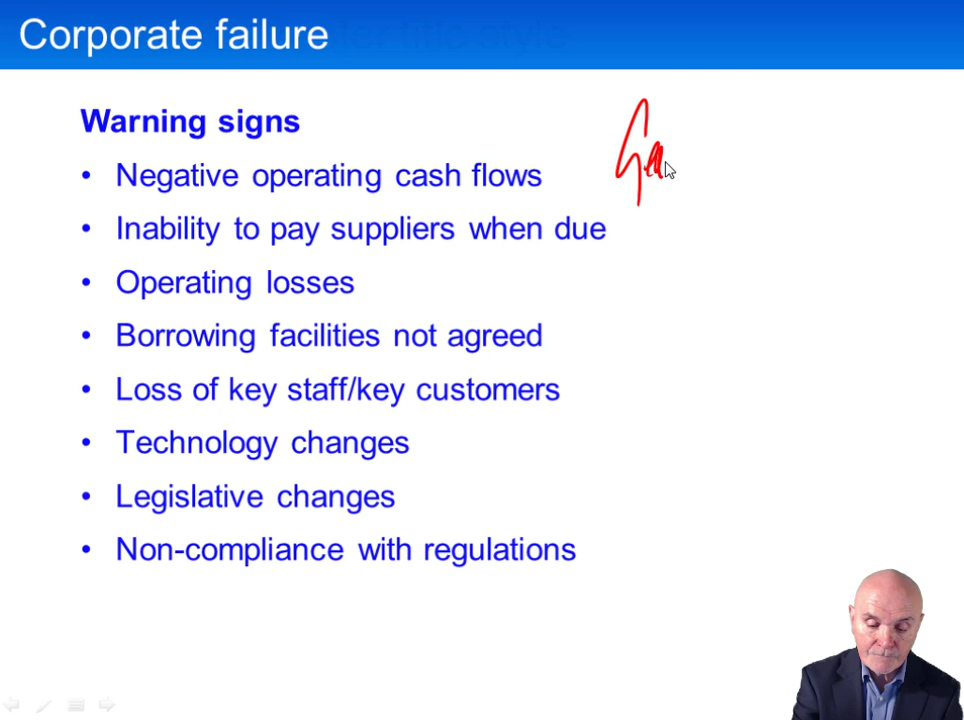 Corporate failure
Warning signs
• Negative operating cash flows
• Inability to pay suppliers when due
• Operating losses
• Borrowing facilities not agreed
• Loss of key staff/key customers
• Technology changes
• Legislative changes
• Non-compliance with regulations